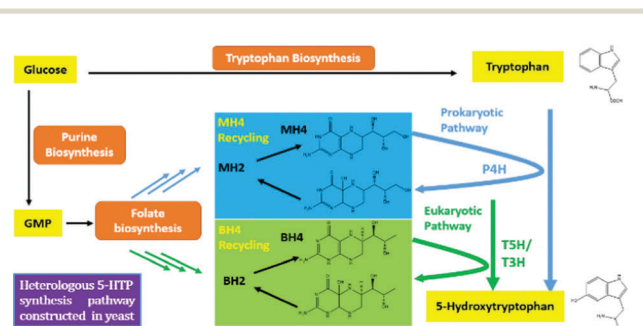 Glucose
Tryptophan Biosynthesis
Tryptophan
Purine
Biosynthesis
MH4
Recycling
MH4
Prokaryotic
Pathway
MH2
P4H
GMP
Folate
biosynthesis
BH4
Recycling
BH4
Eukaryotic
Pathway
T5H/
T3H
BH2
Heterologous 5-HTP
synthesis pathway
constructed in yeast
5-Hydroxytryptophan